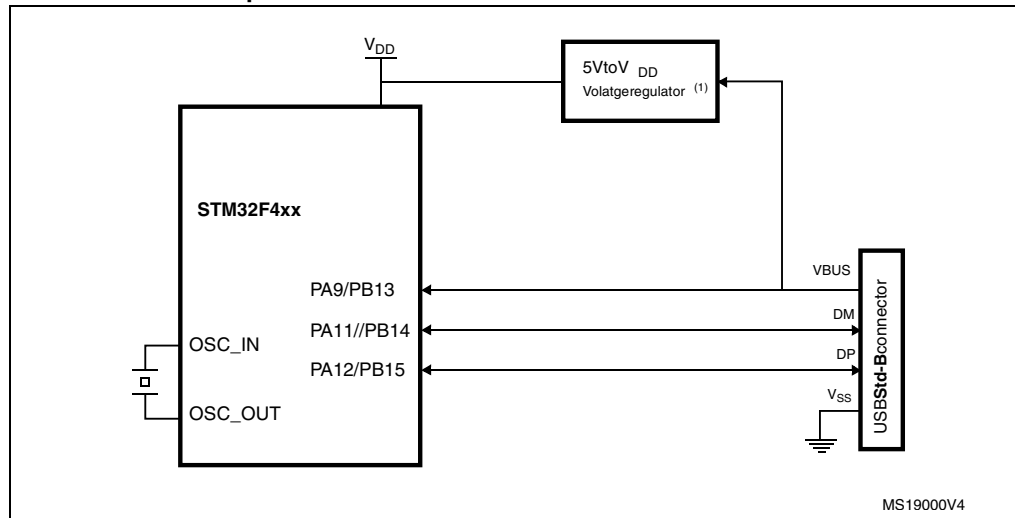 VDD
5VtoV DD
Volatgeregulator (1)
STM32F4xx
PA9/PB13
PA11//PB14
PA12/PB15
OSC_IN
OSC_OUT
VBUS
DM
DP
VSS
USBStd-Bconnector
MS19000V4